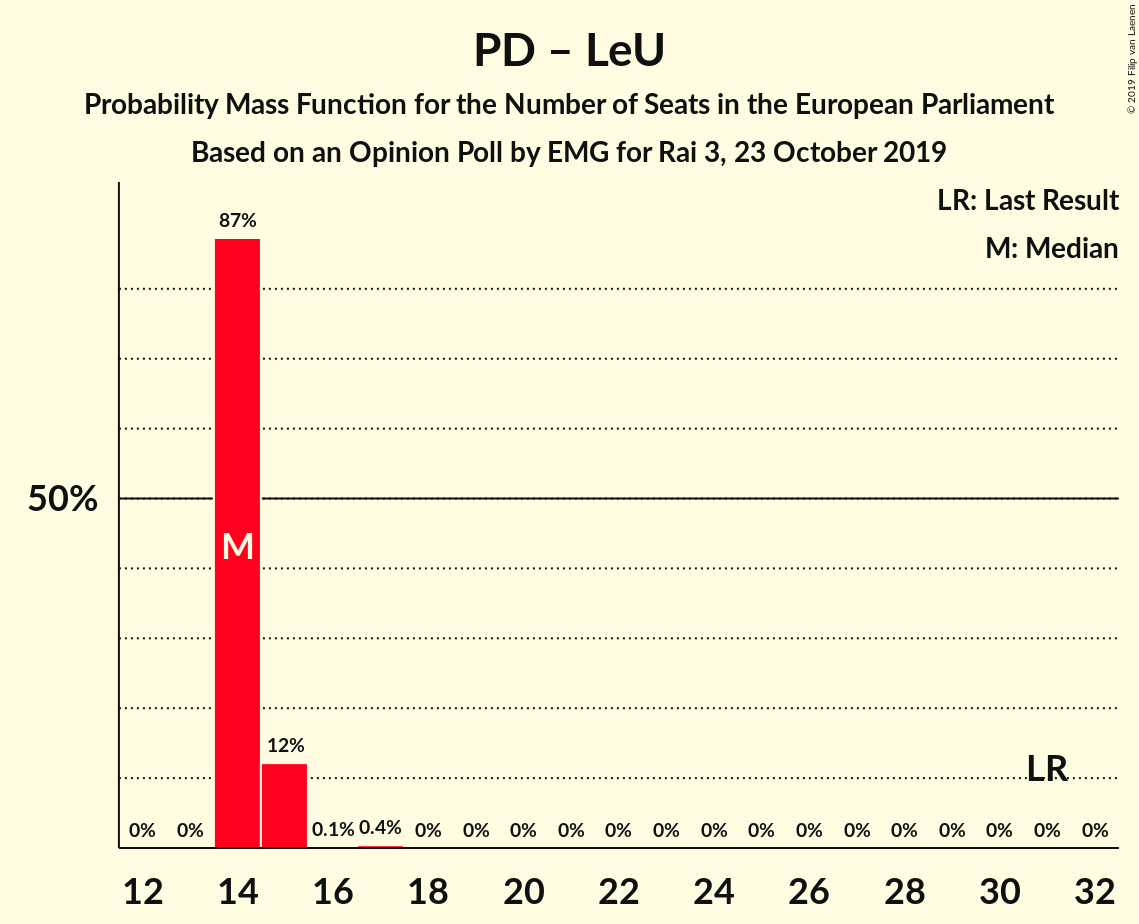 PD – LeU
Probability Mass Function for the Number of Seats in the European Parliament
Based on an Opinion Poll by EMG for Rai 3, 23 October 2019
© 2019 Filip van Laenen
LR: Last Result
M: Median
87%
50%
M
12%
LR
0% 0% 0.1% 0.4% 0% 0% 0% 0% 0% 0% 0% 0% 0% 0% 0% 0% 0% 0% 0%
12 14 16 18 20 22 24 26 28 30 32